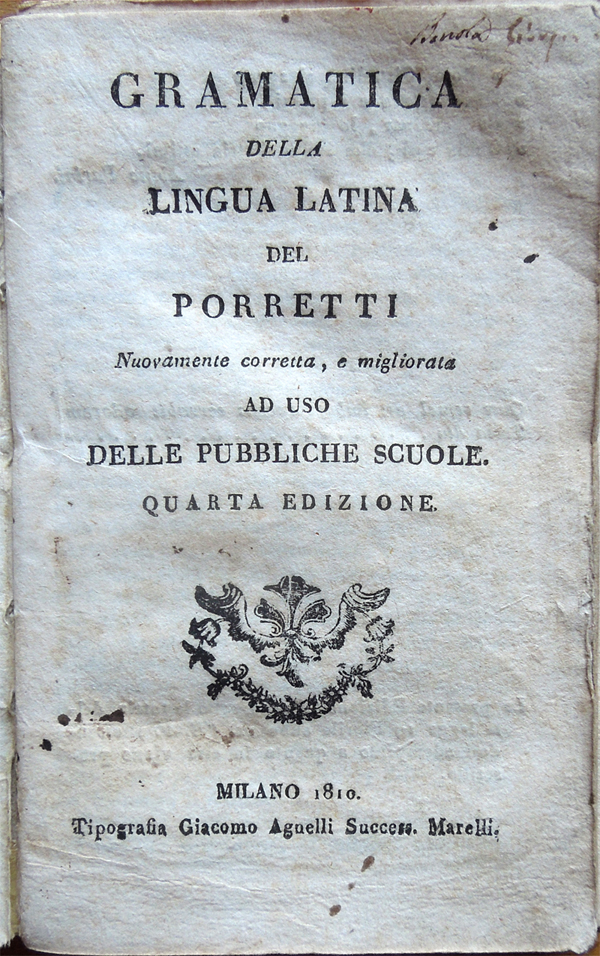 GRAMATICA
DELLA
LINGUA LATINA
DEL
PORRETTI
Nuovamente corretta, e migliorata
AD USO
DELLE PUBBLICHE SCUOLE.
QUARTA EDIZIONE.
MILANO 1810.
Tipografia Giacomo Agnelli Success. Marelli.